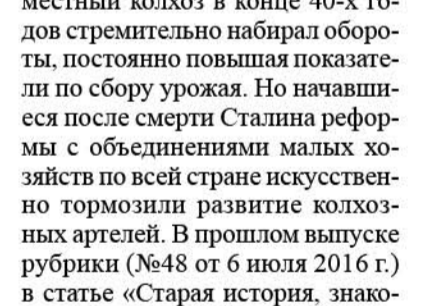 местный колхоз в конце 40-х го-
дов стремительно набирал оборо-
ты, постоянно повышая показате-
ли по сбору урожая. Но начавши-
еся после смерти Сталина рефор-
мы с объединениями малых хо-
зяйств по всей стране искусствен-
но тормозили развитие колхоз-
ных артелей. В прошлом выпуске
рубрики (№48 от 6 июля 2016 г.)
в статье «Старая история, знако-